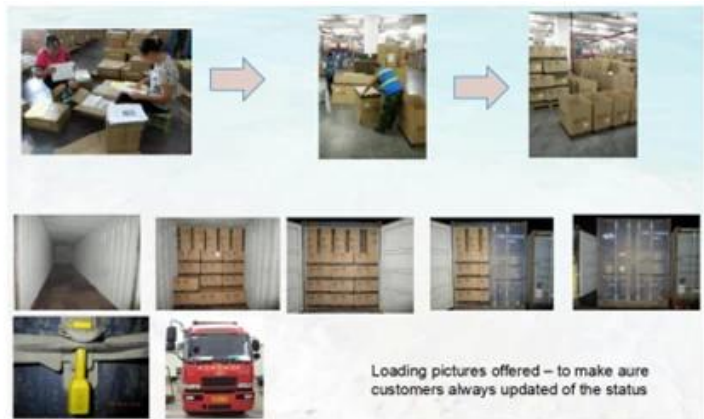 Loading pictures offered – to make aure
customers always updated of the status